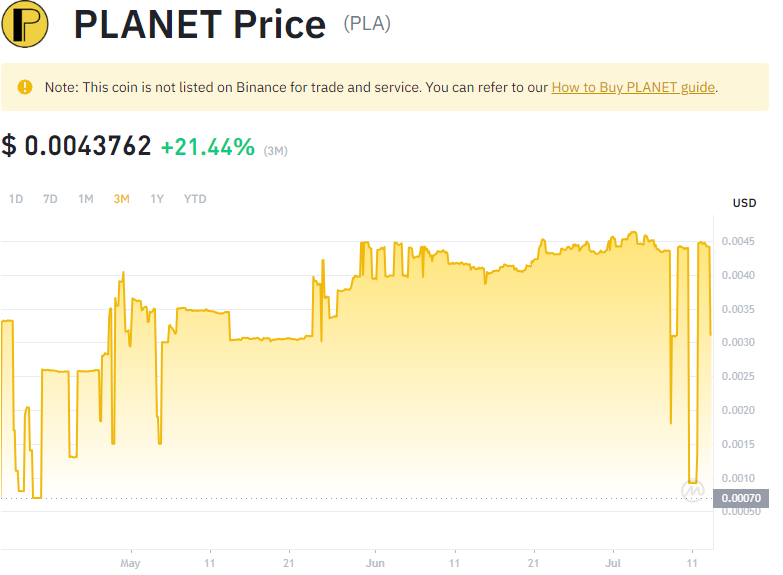 PLANET Price (PLA)
Note: This coin is not listed on Binance for trade and service. You can refer to our How to Buy PLANET guide.
$ 0.0043762 +21.44% (3M)
1D 7D 1M 3M 1Y YTD
USD
0.0045
0.0040
0.0035
0.0030
0.0025
0.0020
0.0015
0.0010
0.00070
0.00050
May 11 21 Jun 11 21 Jul 11